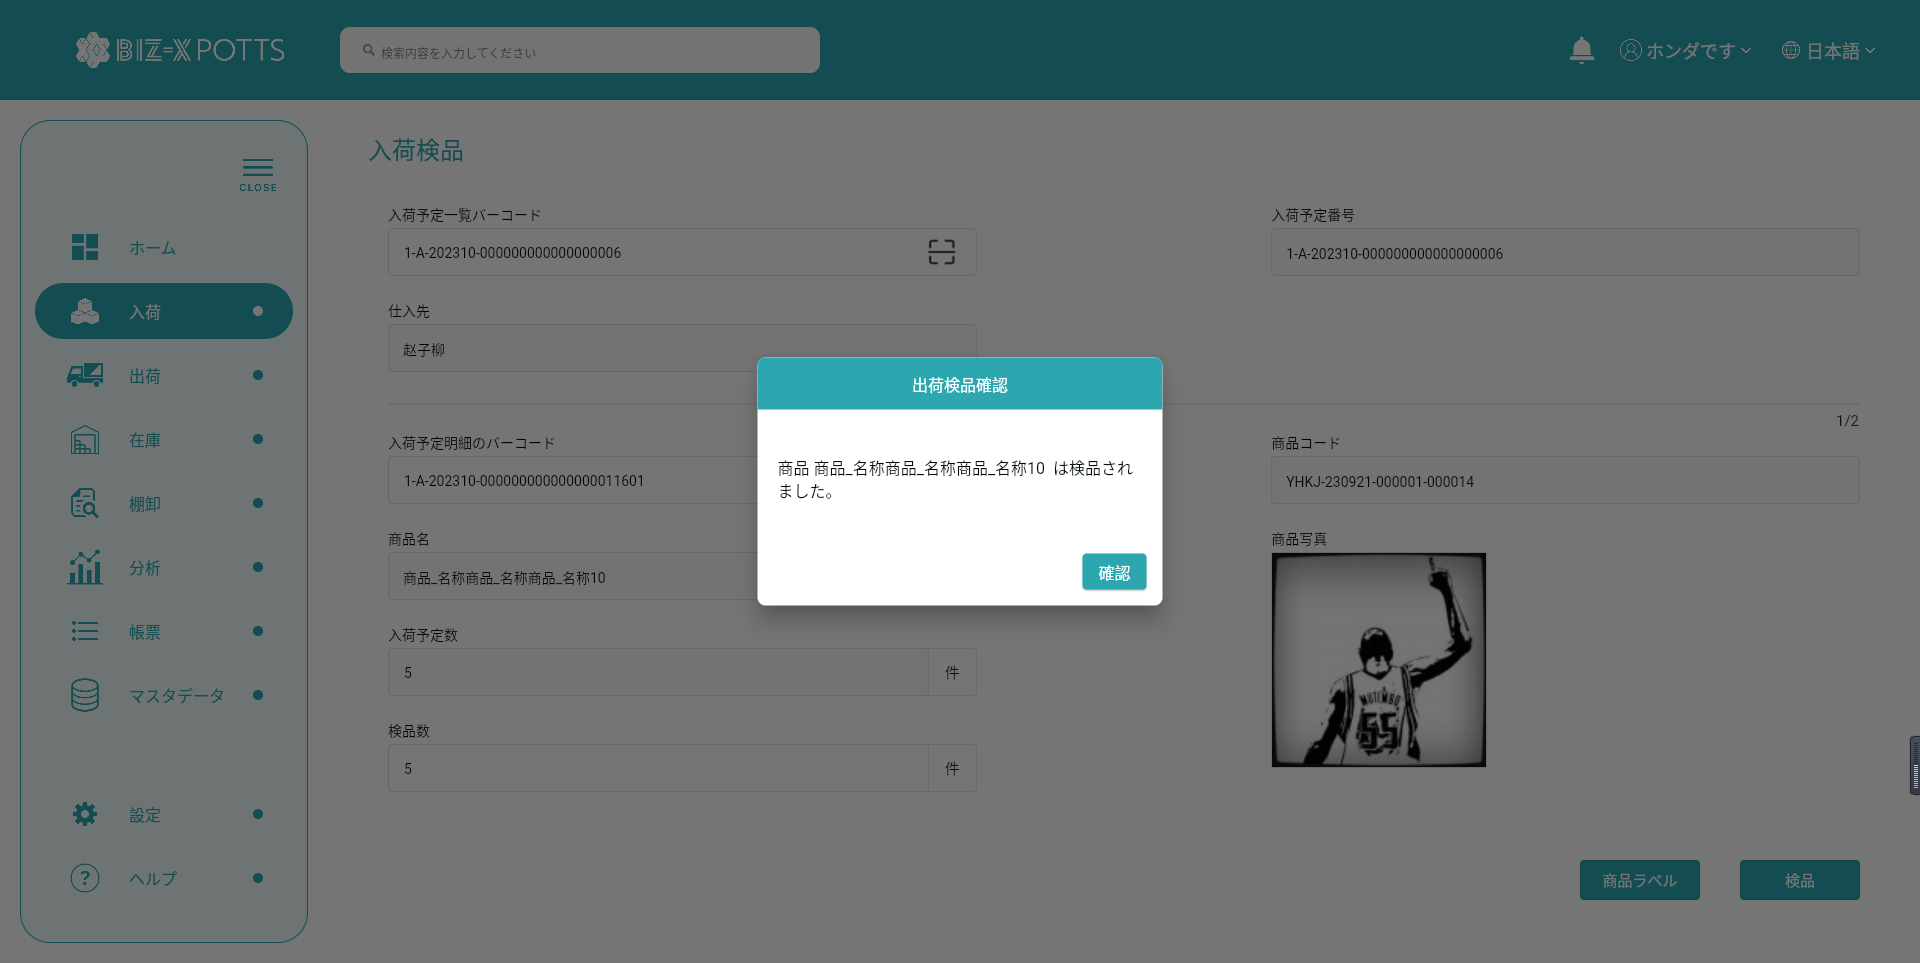 BIZ=X POTTS
検索内容を入力してください
ホンダです
日本語
CLOSE
ホーム
入荷
出荷
在庫
棚卸
分析
帳票
マスタデータ
設定
ヘルプ
入荷検品
入荷予定一覧バーコード
1-A-202310-000000000000000006
入荷予定番号
1-A-202310-000000000000000006
仕入先
赵子柳
1/2
入荷予定明細のバーコード
1-A-202310-000000000000011601
商品コード
YHKJ-230921-000001-000014
商品名
商品_名称商品_名称商品_名称10
商品写真
MUTOMBO
55
入荷予定数
5
件
検品数
5
件
商品ラベル
検品
出荷検品確認
商品 商品_名称商品_名称商品_名称10 は検品され
ました。
確認